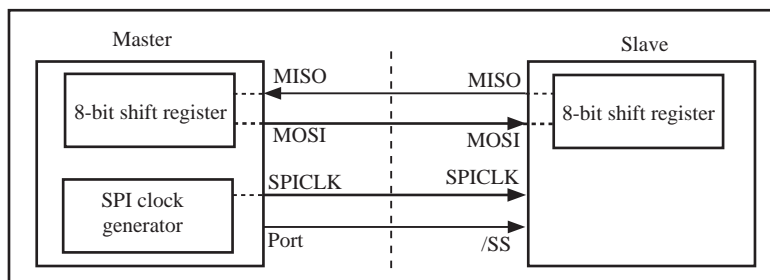 Master
Slave
MISO
MISO
8-bit shift register
8-bit shift register
MOSI
MOSI
SPICLK
SPICLK
SPI clock
generator
Port
/SS